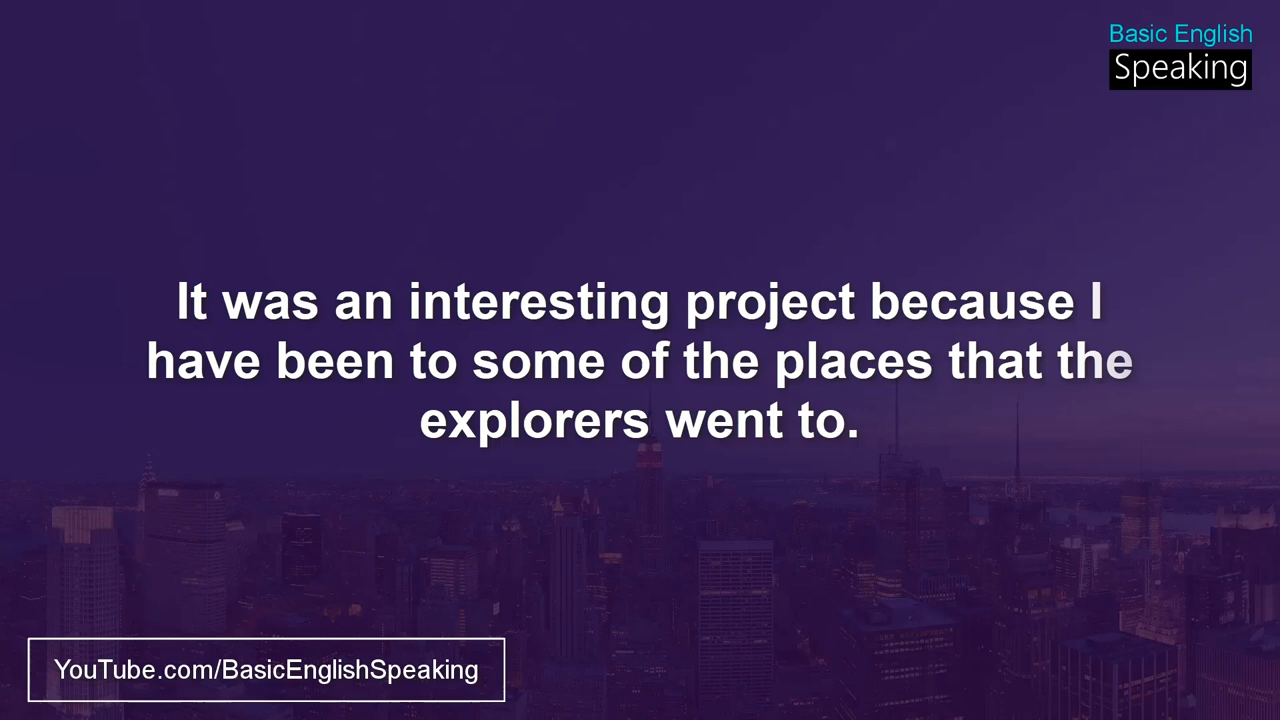 Basic English
Speaking
It was an interesting project because I
have been to some of the places that the
explorers went to.
YouTube.com/BasicEnglishSpeaking